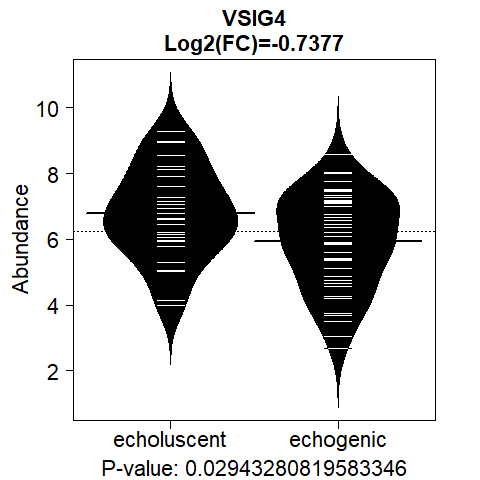 VSIG4
Log2(FC)=-0.7377
Abundance
10
8
6
4
2
echoluscent echogenic
P-value: 0.02943280819583346